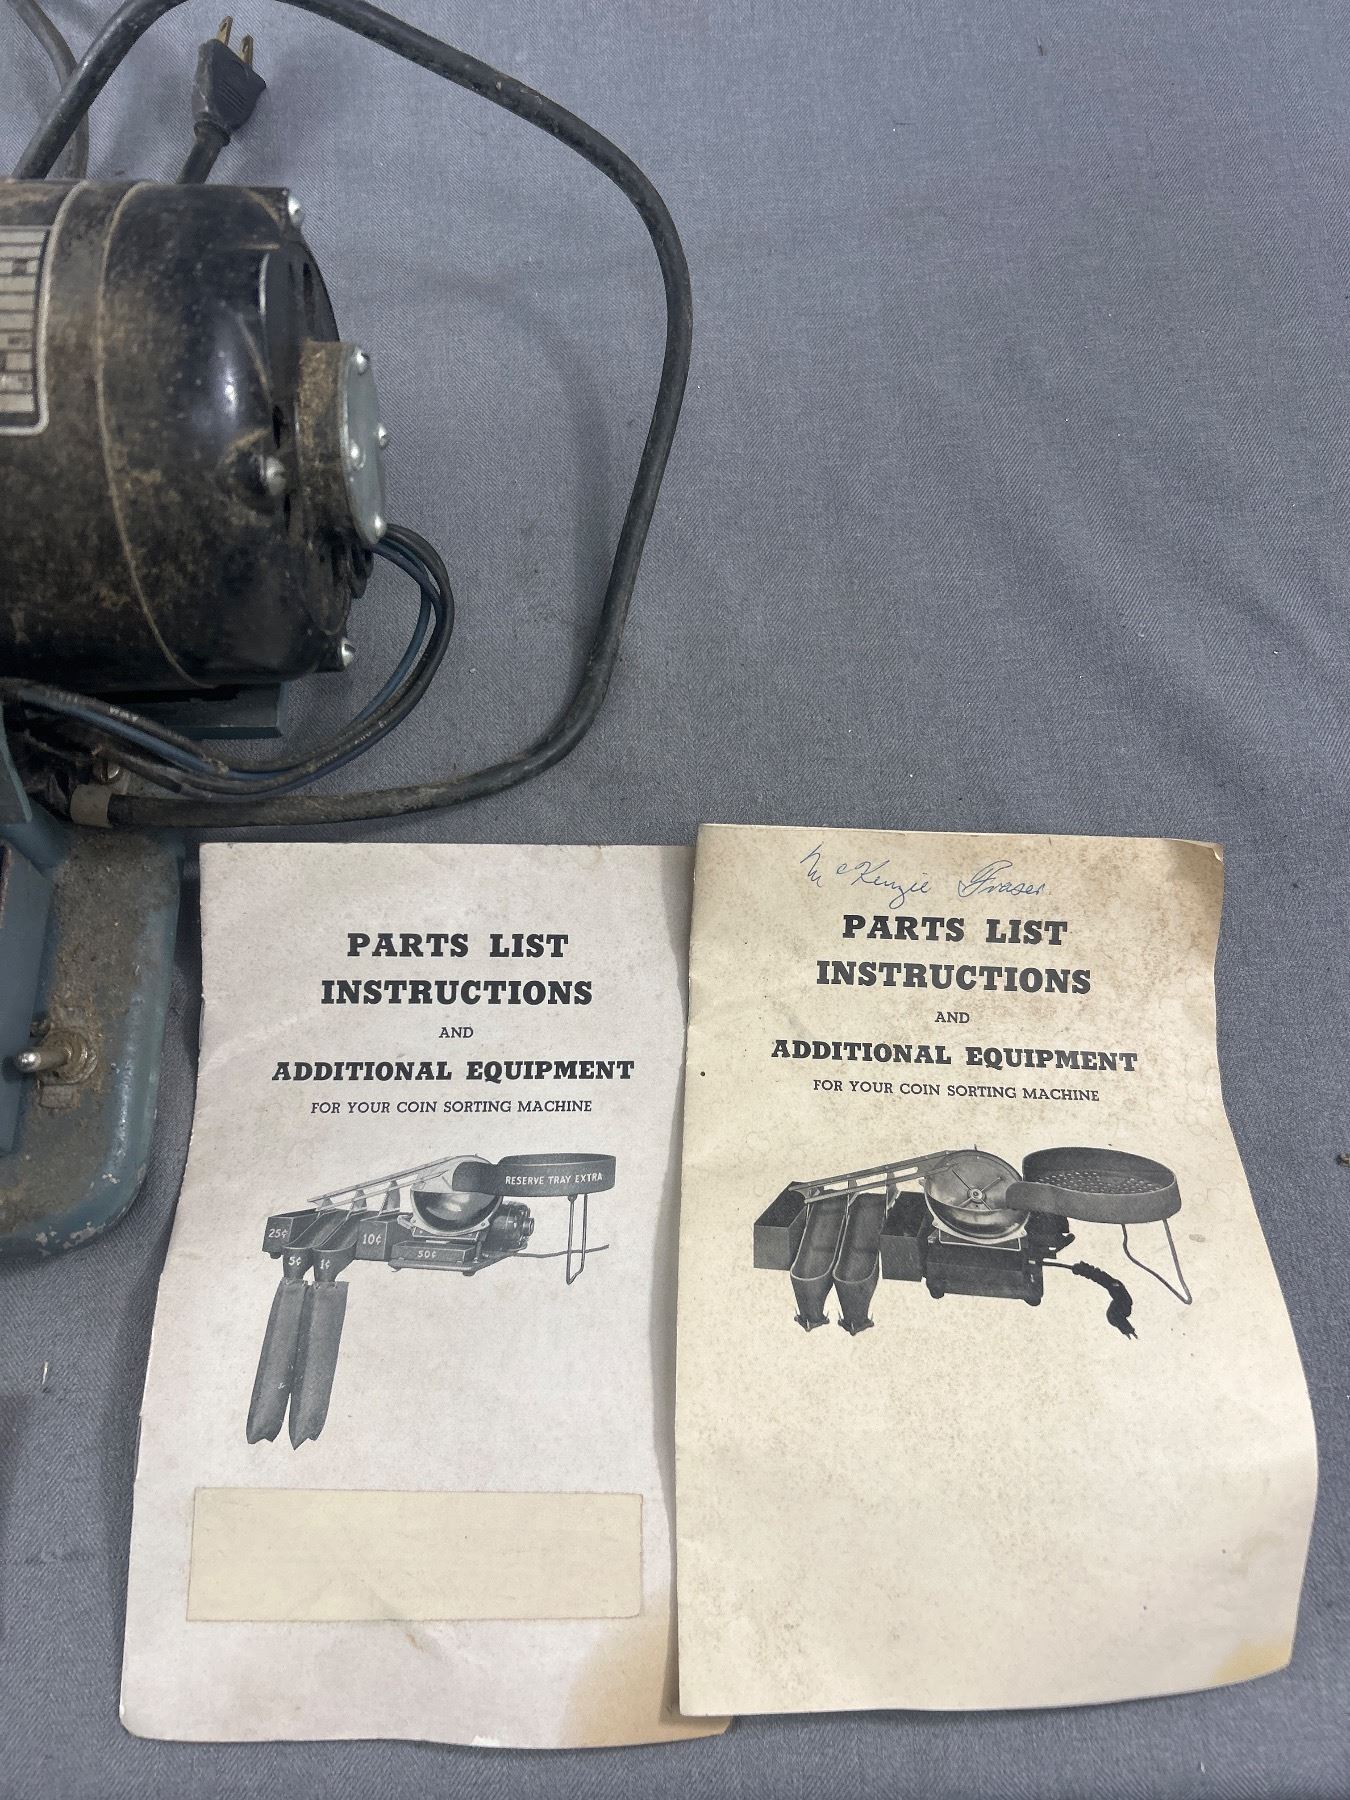 PARTS LIST
INSTRUCTIONS
AND
ADDITIONAL EQUIPMENT
FOR YOUR COIN SORTING MACHINE
RESERVE TRAY EXTRA
25¢
10¢
50¢
5¢
1¢
McKenzie Fraser
PARTS LIST
INSTRUCTIONS
AND
ADDITIONAL EQUIPMENT
FOR YOUR COIN SORTING MACHINE